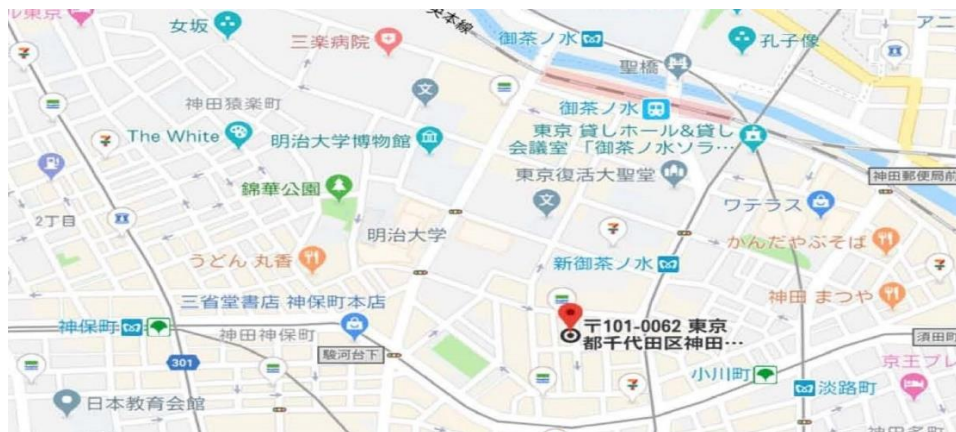 ル東京
女坂
央本線
御茶ノ水
孔子像
アニ
三楽病院
聖橋
文
神田猿楽町
御茶ノ水
The White
明治大学博物館
東京 貸しホール&貸し
会議室 「御茶ノ水ソラ…
錦華公園
東京復活大聖堂
神田郵便局前
2丁目
文
ワテラス
明治大学
かんだやぶそば
うどん 丸香
新御茶ノ水
神田 まつや
三省堂書店 神保町本店
神保町
神田神保町
〒101-0062 東京
都千代田区神田…
須田町
駿河台下
301
小川町
京王プレ
淡路町
日本教育会館